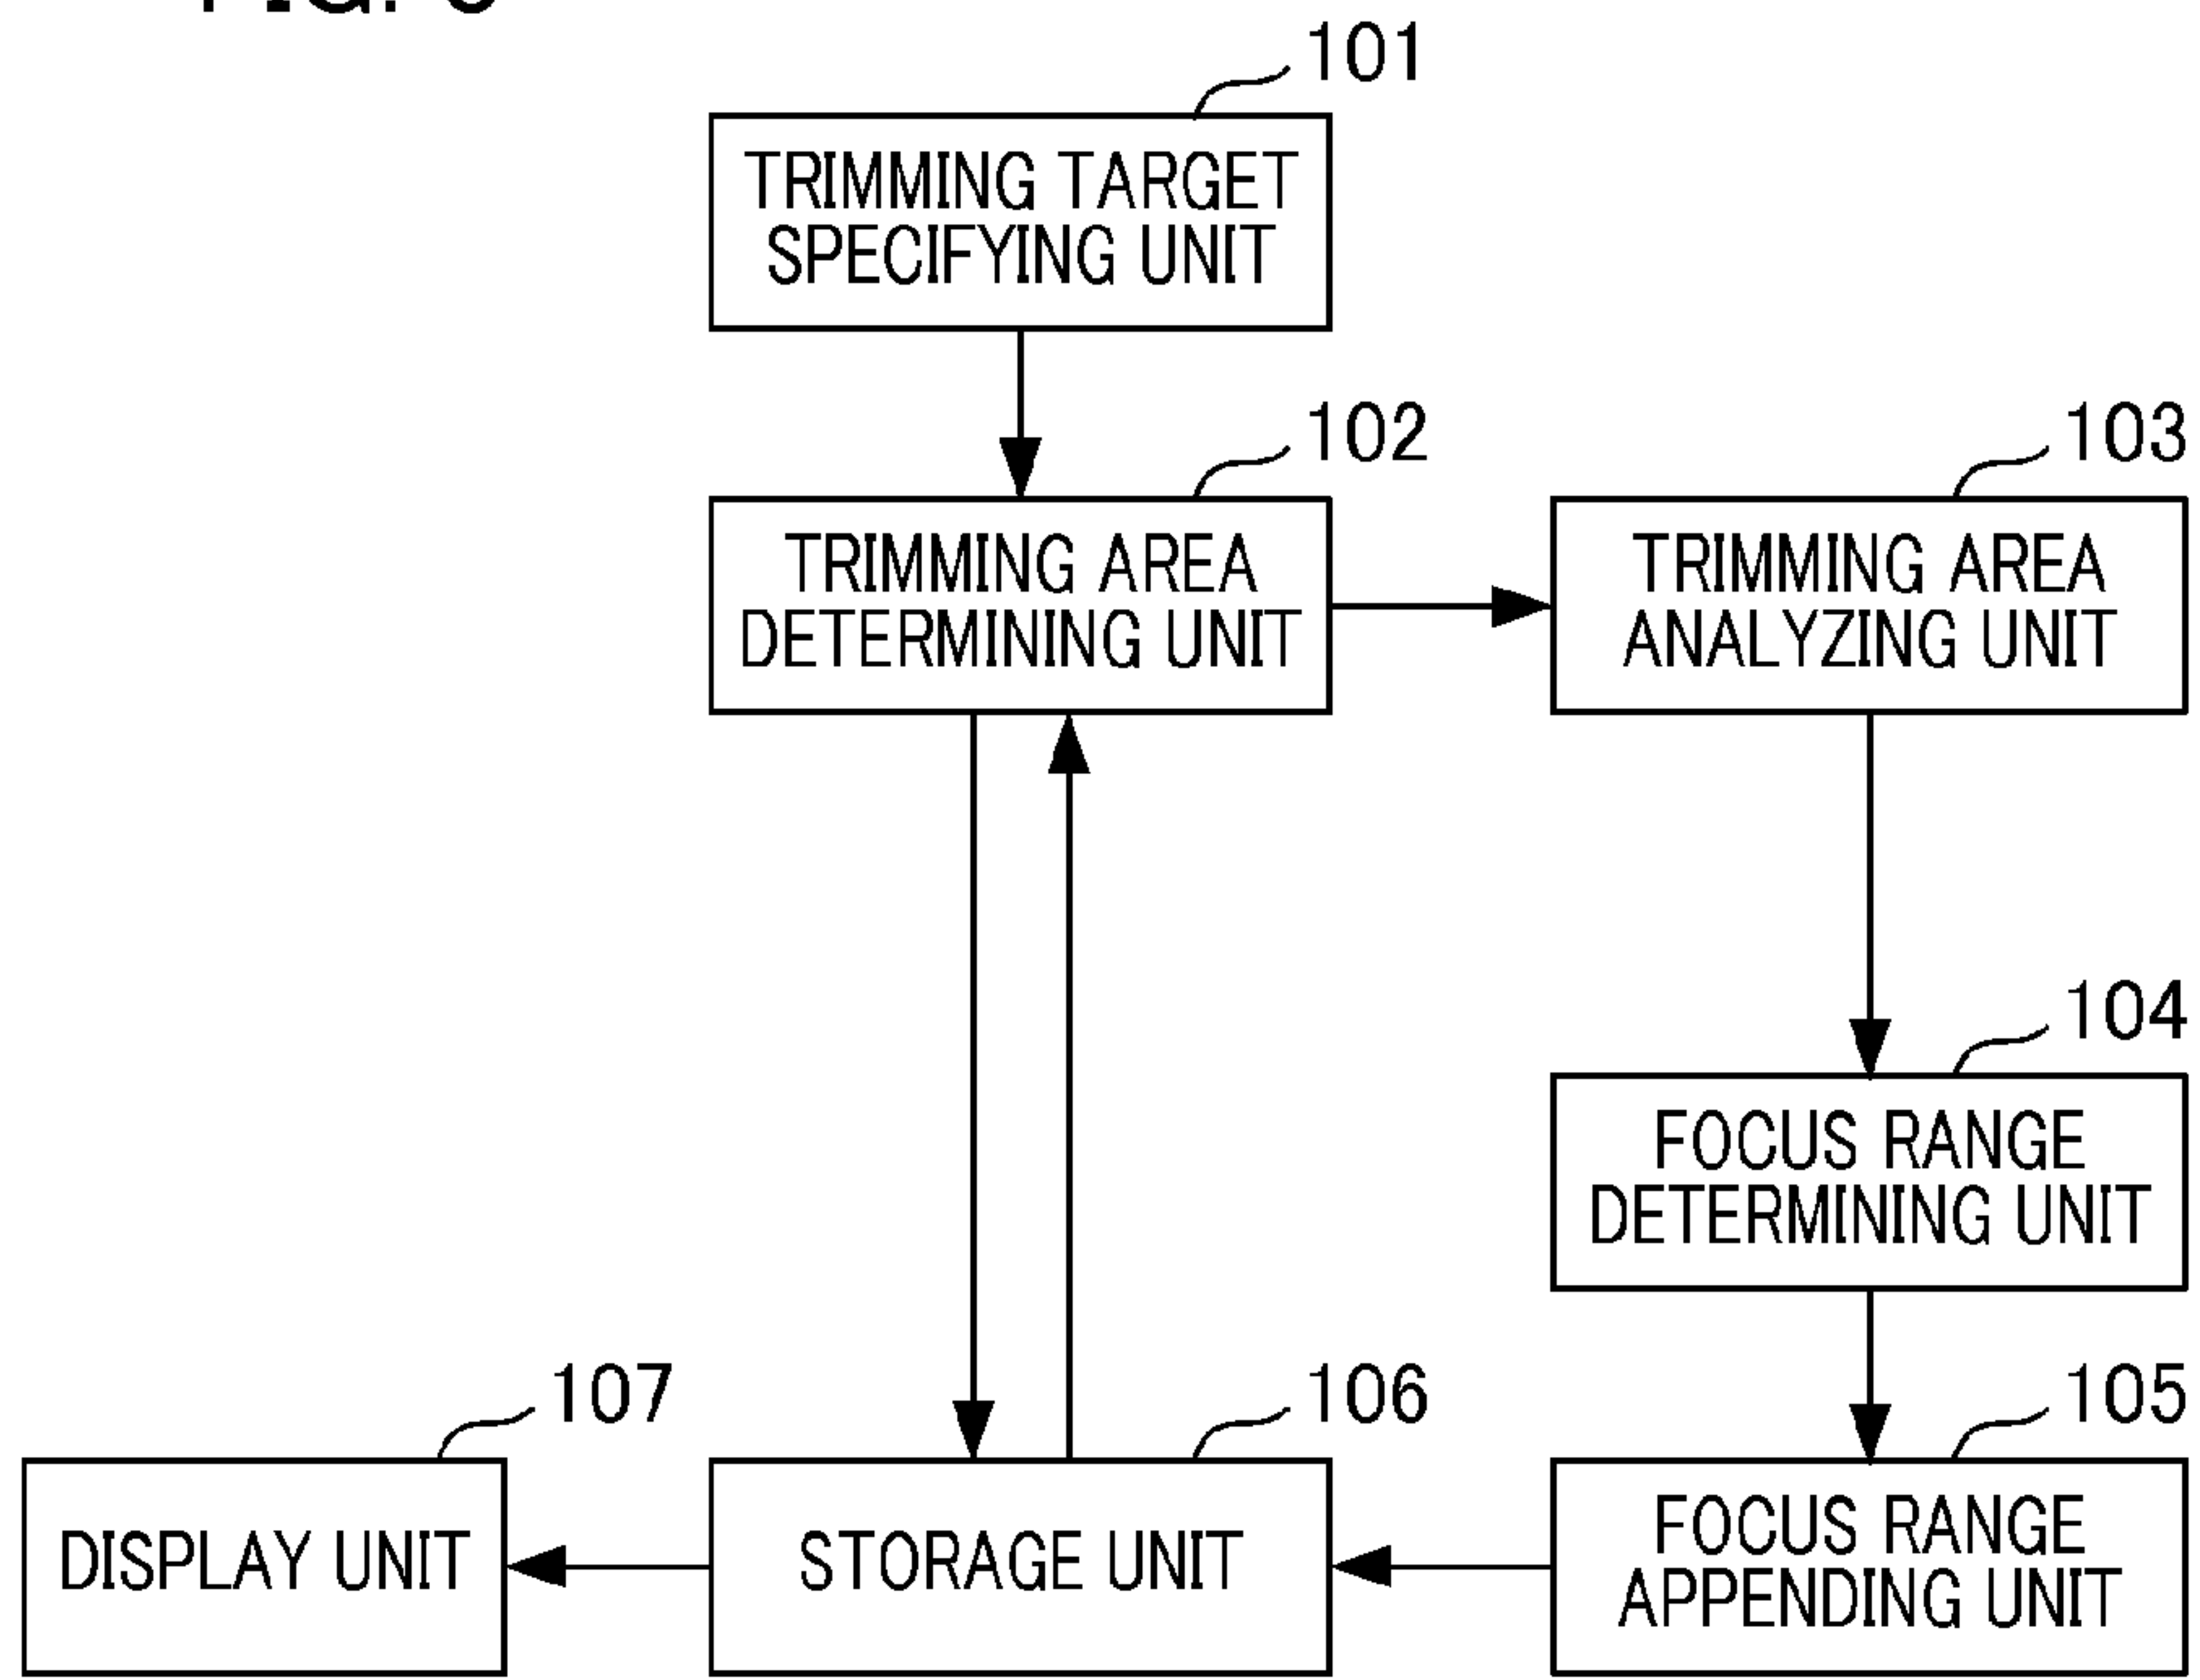 101
TRIMMING TARGET
SPECIFYING UNIT
102
TRIMMING AREA
DETERMINING UNIT
103
TRIMMING AREA
ANALYZING UNIT
104
FOCUS RANGE
DETERMINING UNIT
107
DISPLAY UNIT
106
STORAGE UNIT
105
FOCUS RANGE
APPENDING UNIT